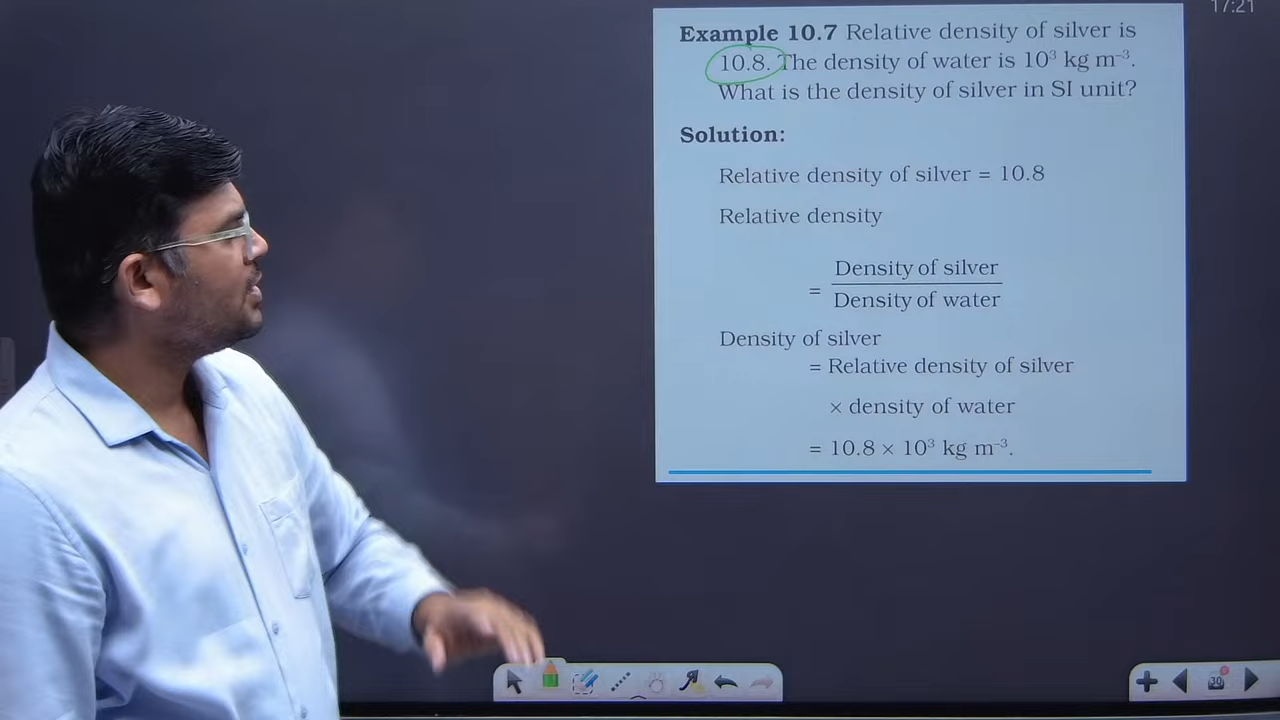 17:21
Example 10.7 Relative density of silver is
10.8. The density of water is 10³ kg m⁻³.
What is the density of silver in SI unit?
Solution:
Relative density of silver = 10.8
Relative density
= Density of silver
Density of water
Density of silver
= Relative density of silver
× density of water
= 10.8 × 10³ kg m⁻³.
30